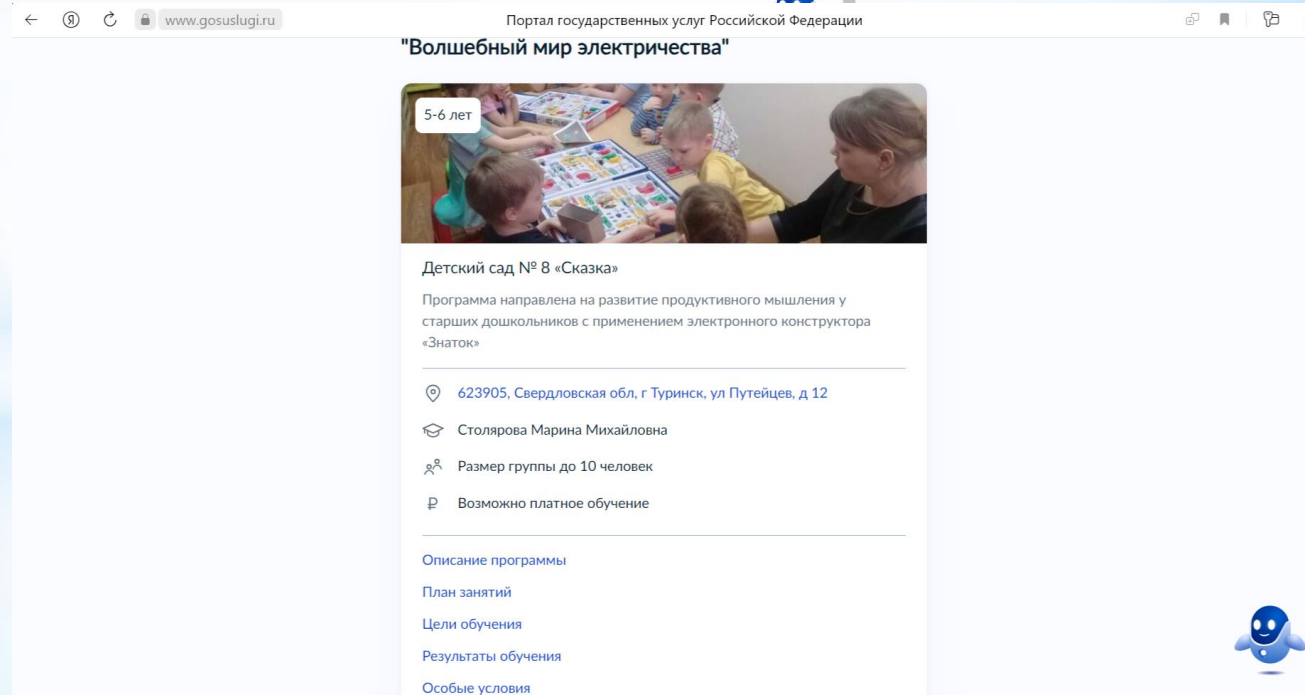 www.gosuslugi.ru
Портал государственных услуг Российской Федерации
"Волшебный мир электричества"
5-6 лет
Детский сад № 8 «Сказка»
Программа направлена на развитие продуктивного мышления у
старших дошкольников с применением электронного конструктора
«Знаток»
623905, Свердловская обл, г Туринск, ул Путейцев, д 12
Столярова Марина Михайловна
Размер группы до 10 человек
Возможно платное обучение
Описание программы
План занятий
Цели обучения
Результаты обучения
Особые условия